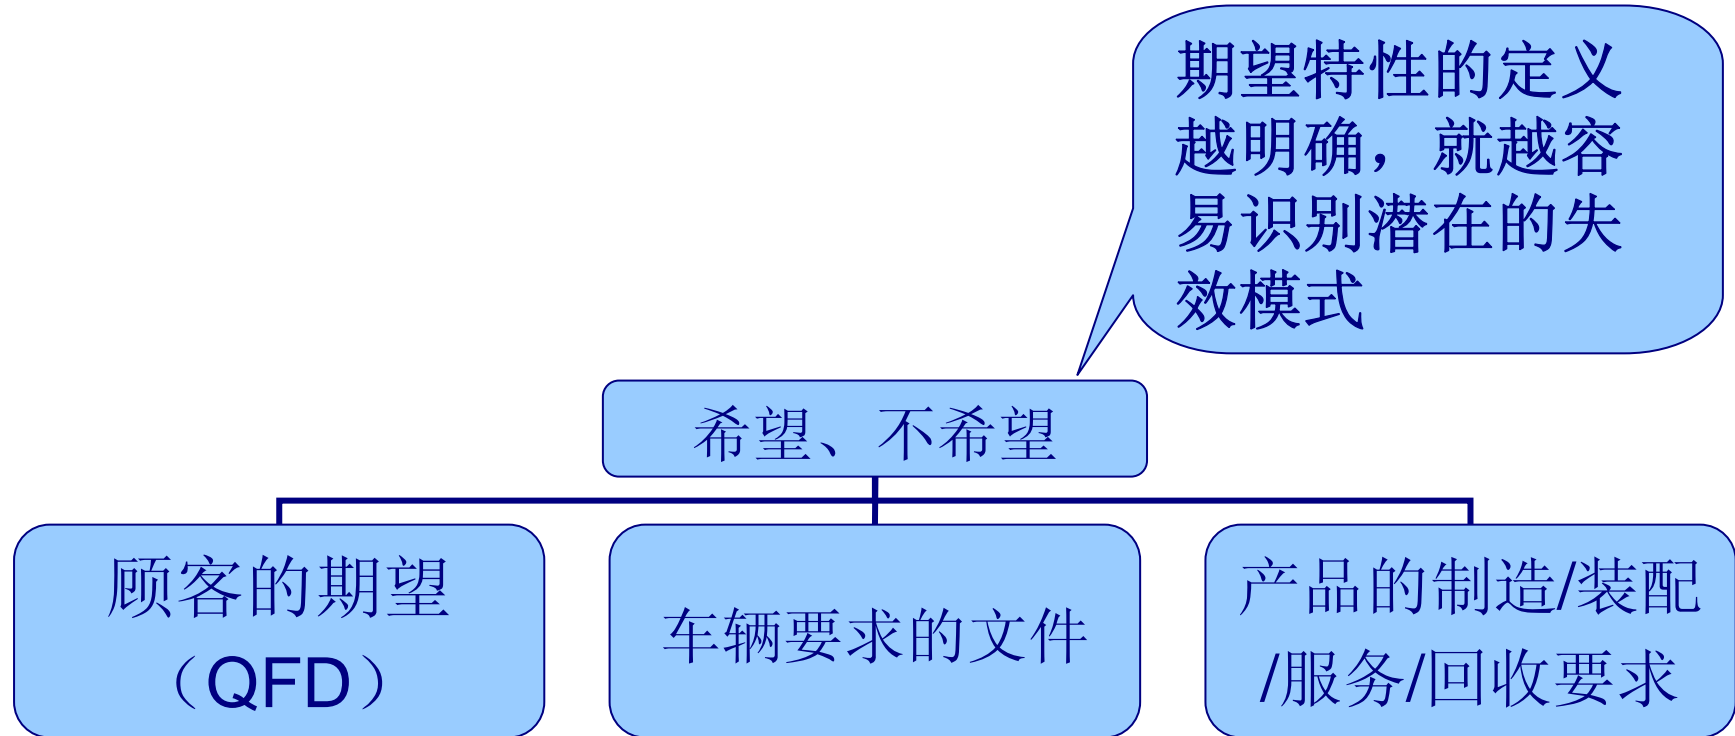 期望特性的定义
越明确，就越容
易识别潜在的失
效模式
希望、不希望
顾客的期望
（QFD）
车辆要求的文件
产品的制造/装配
/服务/回收要求